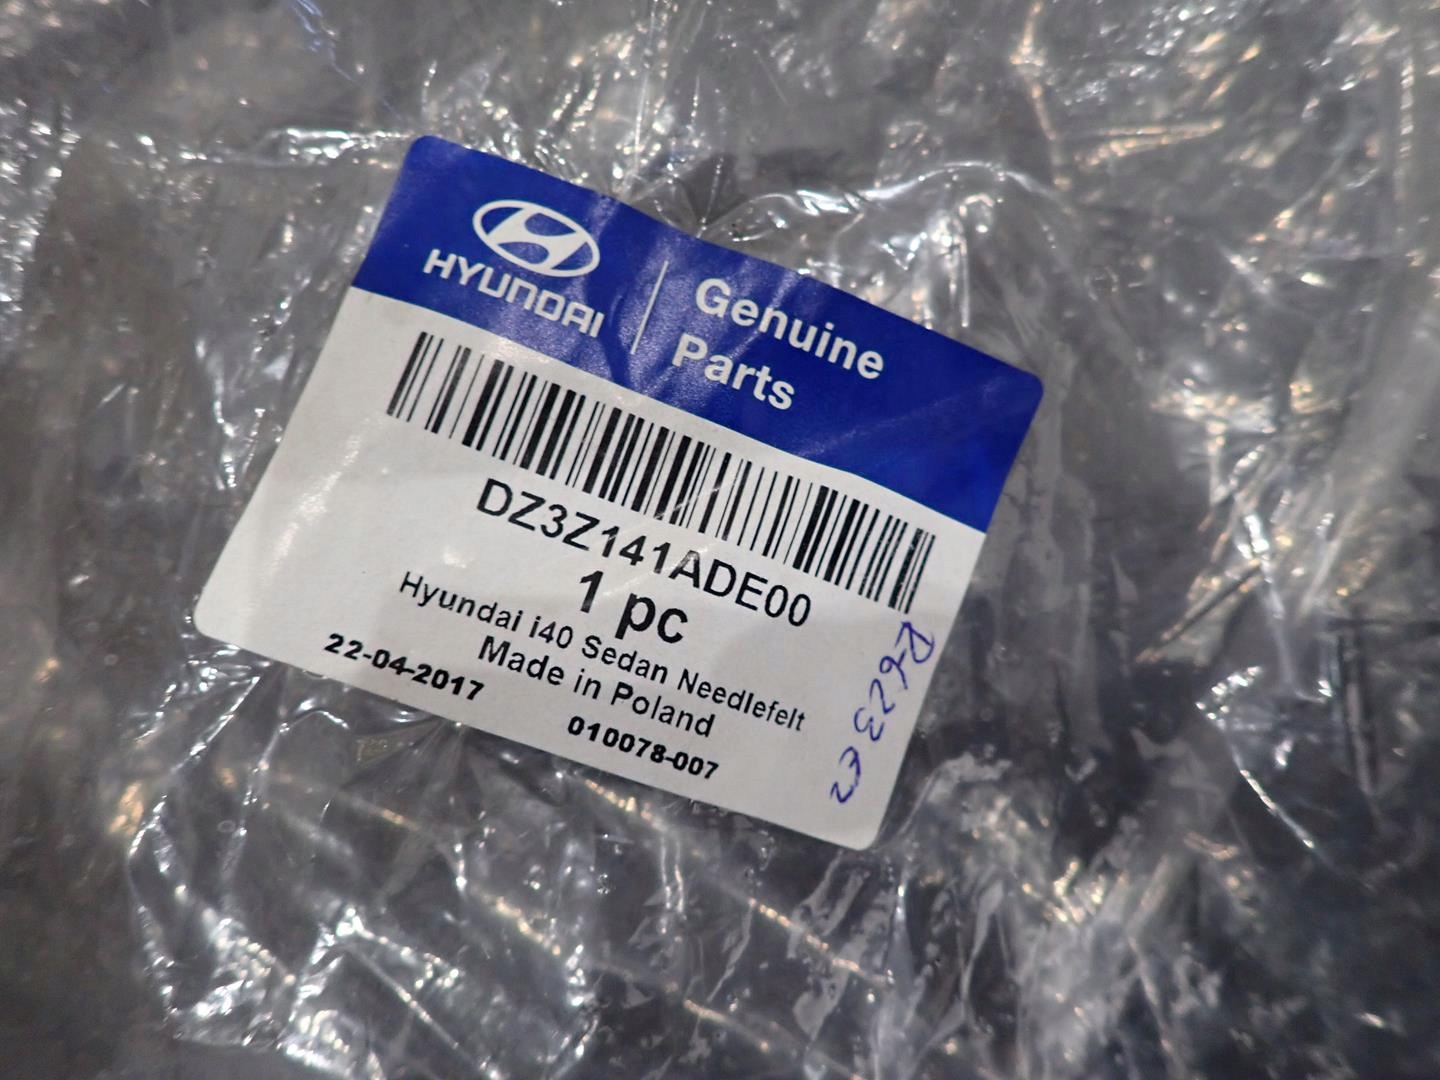 HYUNDAI
Genuine
Parts
DZ3Z141ADE00
1 pc
Hyundai i40 Sedan Needlefelt
Made in Poland
22-04-2017
010078-007